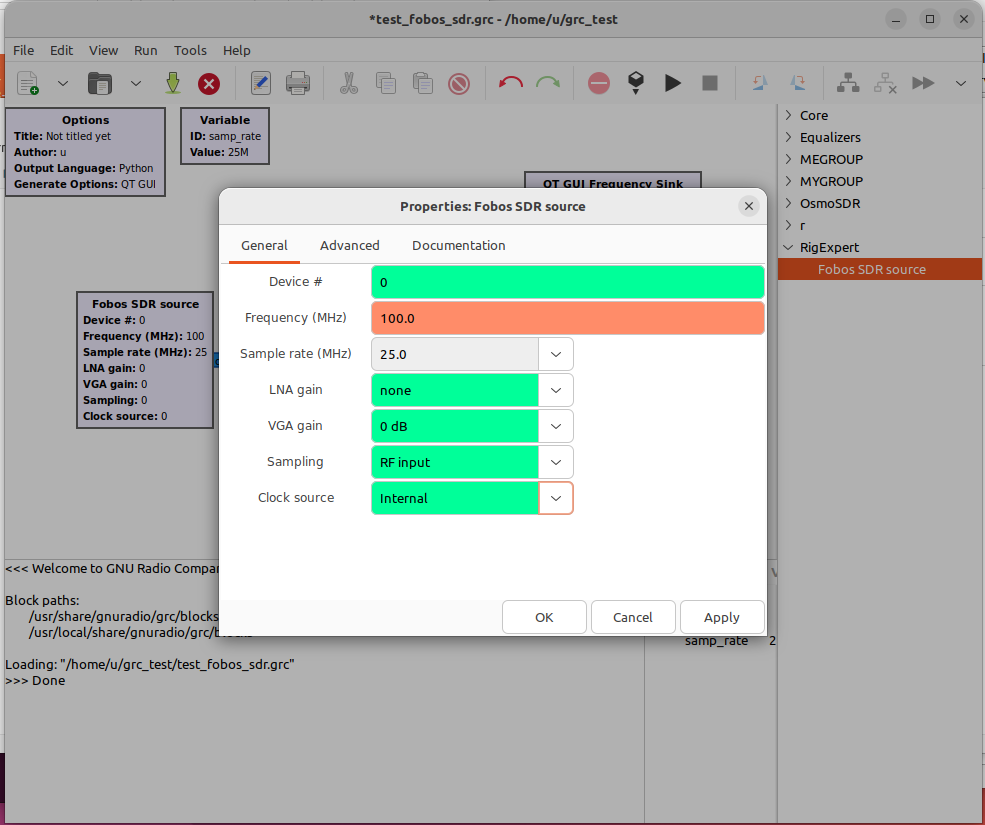 *test_fobos_sdr.grc - /home/u/grc_test
File Edit View Run Tools Help
Options
Title: Not titled yet
Author: u
Output Language: Python
Generate Options: QT GUI
Variable
ID: samp_rate
Value: 25M
QT GUI Frequency Sink
Core
Equalizers
MEGROUP
MYGROUP
OsmoSDR
r
RigExpert
Fobos SDR source
Fobos SDR source
Device #: 0
Frequency (MHz): 100
Sample rate (MHz): 25
LNA gain: 0
VGA gain: 0
Sampling: 0
Clock source: 0
Properties: Fobos SDR source
General Advanced Documentation
Device # 0
Frequency (MHz) 100.0
Sample rate (MHz) 25.0
LNA gain none
VGA gain 0 dB
Sampling RF input
Clock source Internal
OK Cancel Apply
<<< Welcome to GNU Radio Compa
Block paths:
/usr/share/gnuradio/grc/blocks
/usr/local/share/gnuradio/grc/blocks
Loading: "/home/u/grc_test/test_fobos_sdr.grc"
>>> Done
samp_rate 2